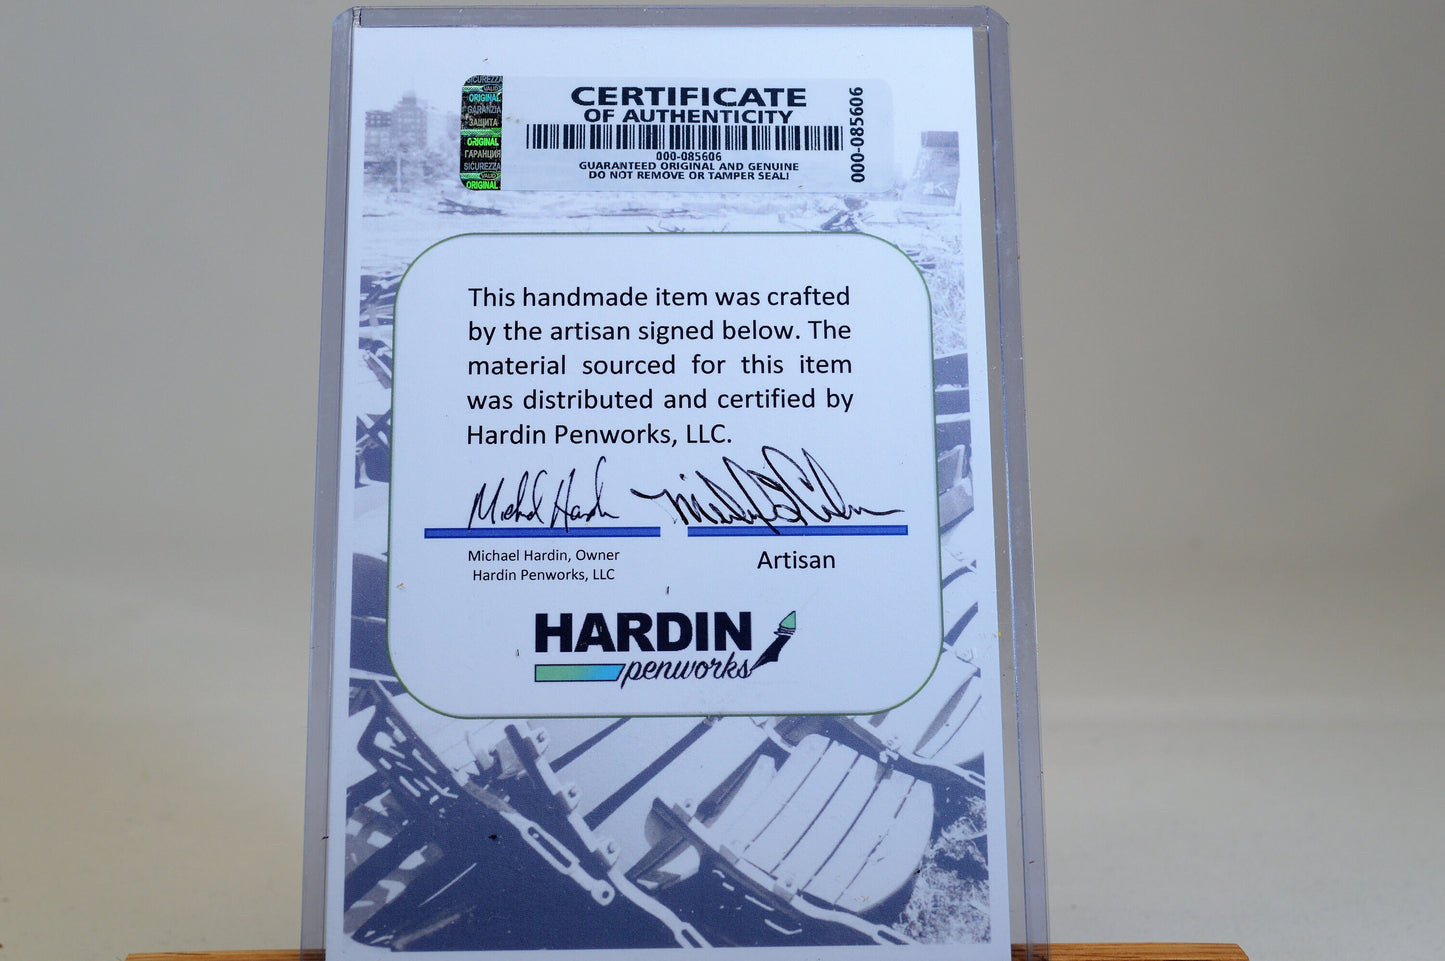 SICUREZZA
VALID
ORIGINAL
GARANZIA
ЗАЩИТА
ORIGINAL
ГАРАНЦИЯ
SICUREZZA
VALID
ORIGINAL
CERTIFICATE
OF AUTHENTICITY
000-085606
GUARANTEED ORIGINAL AND GENUINE
DO NOT REMOVE OR TAMPER SEAL!
000-085606
This handmade item was crafted
by the artisan signed below. The
material sourced for this item
was distributed and certified by
Hardin Penworks, LLC.
Michael Hardin
Michael Hardin, Owner
Hardin Penworks, LLC
Artisan
HARDIN
penworks